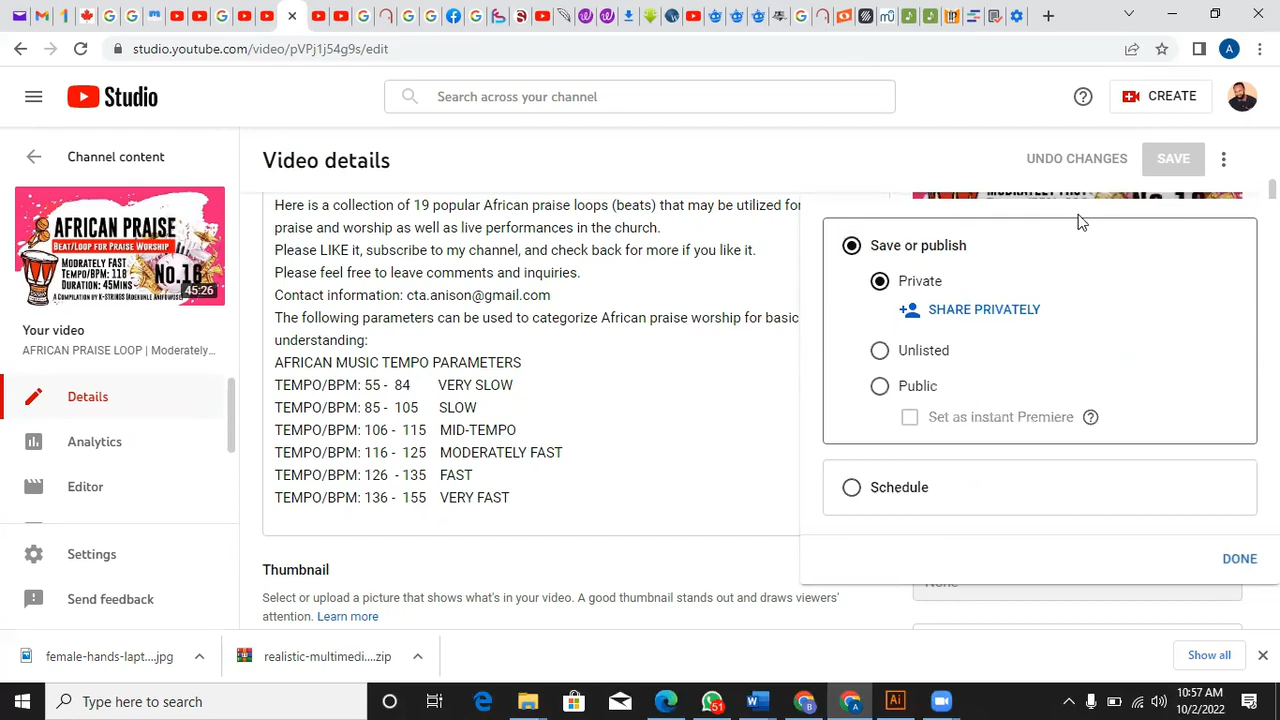 studio.youtube.com/video/pVPj1j54g9s/edit
A
Studio
Search across your channel
CREATE
Channel content
Video details
UNDO CHANGES
SAVE
AFRICAN PRAISE
BEAT/LOOP FOR PRAISE WORSHIP
MODERATELY FAST
TEMPO/BPM: 118
DURATION: 45MINS
No.16
A COMPILATION BY K-STRINGS (ADEKUNLE ANIFOWOSE)
45:26
Your video
AFRICAN PRAISE LOOP | Moderately...
Details
Analytics
Editor
Settings
Send feedback
Here is a collection of 19 popular African praise loops (beats) that may be utilized for
praise and worship as well as live performances in the church.
Please LIKE it, subscribe to my channel, and check back for more if you like it.
Please feel free to leave comments and inquiries.
Contact information: cta.anison@gmail.com
The following parameters can be used to categorize African praise worship for basic
understanding:
AFRICAN MUSIC TEMPO PARAMETERS
TEMPO/BPM: 55 - 84 VERY SLOW
TEMPO/BPM: 85 - 105 SLOW
TEMPO/BPM: 106 - 115 MID-TEMPO
TEMPO/BPM: 116 - 125 MODERATELY FAST
TEMPO/BPM: 126 - 135 FAST
TEMPO/BPM: 136 - 155 VERY FAST
Thumbnail
Select or upload a picture that shows what's in your video. A good thumbnail stands out and draws viewers'
attention. Learn more
Save or publish
Private
SHARE PRIVATELY
Unlisted
Public
Set as instant Premiere
Schedule
DONE
None
female-hands-lapt....jpg
realistic-multimedi....zip
Show all
Type here to search
51
10:57 AM
10/2/2022